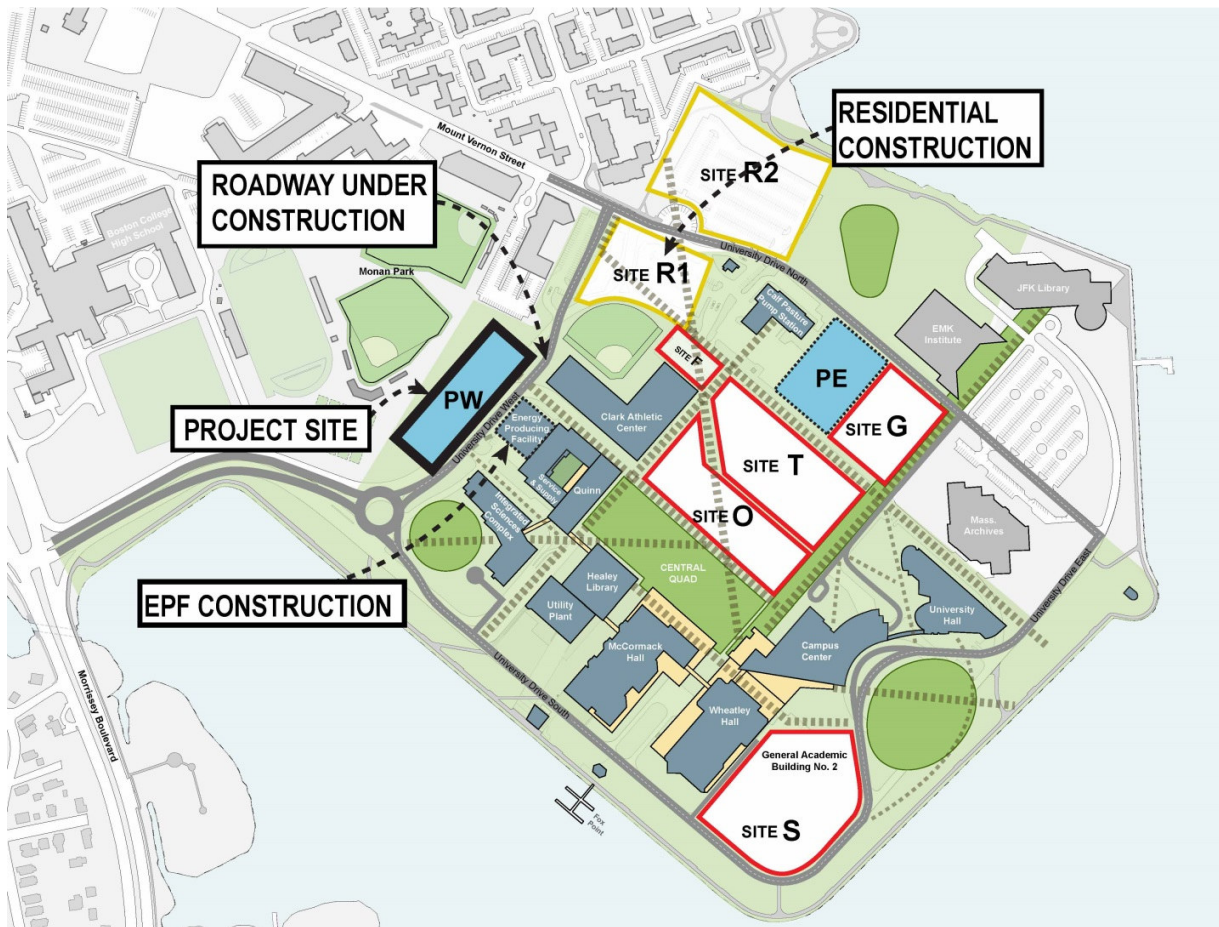 Mount Vernon Street
RESIDENTIAL
CONSTRUCTION
ROADWAY UNDER
CONSTRUCTION
SITE R2
Boston College
High School
Monan Park
University Drive North
SITE R1
JFK Library
Calf Pasture
Pump Station
EMK
Institute
SITE F
PE
PW
PROJECT SITE
University Drive West
Energy
Producing
Facility
Clark Athletic
Center
SITE G
SITE T
Service
& Supply
Quinn
Integrated
Sciences
Complex
SITE O
Mass.
Archives
EPF CONSTRUCTION
Healey
Library
CENTRAL
QUAD
Utility
Plant
University
Hall
University Drive East
McCormack
Hall
Campus
Center
Morrissey Boulevard
University Drive South
Wheatley
Hall
General Academic
Building No. 2
Fox
Point
SITE S